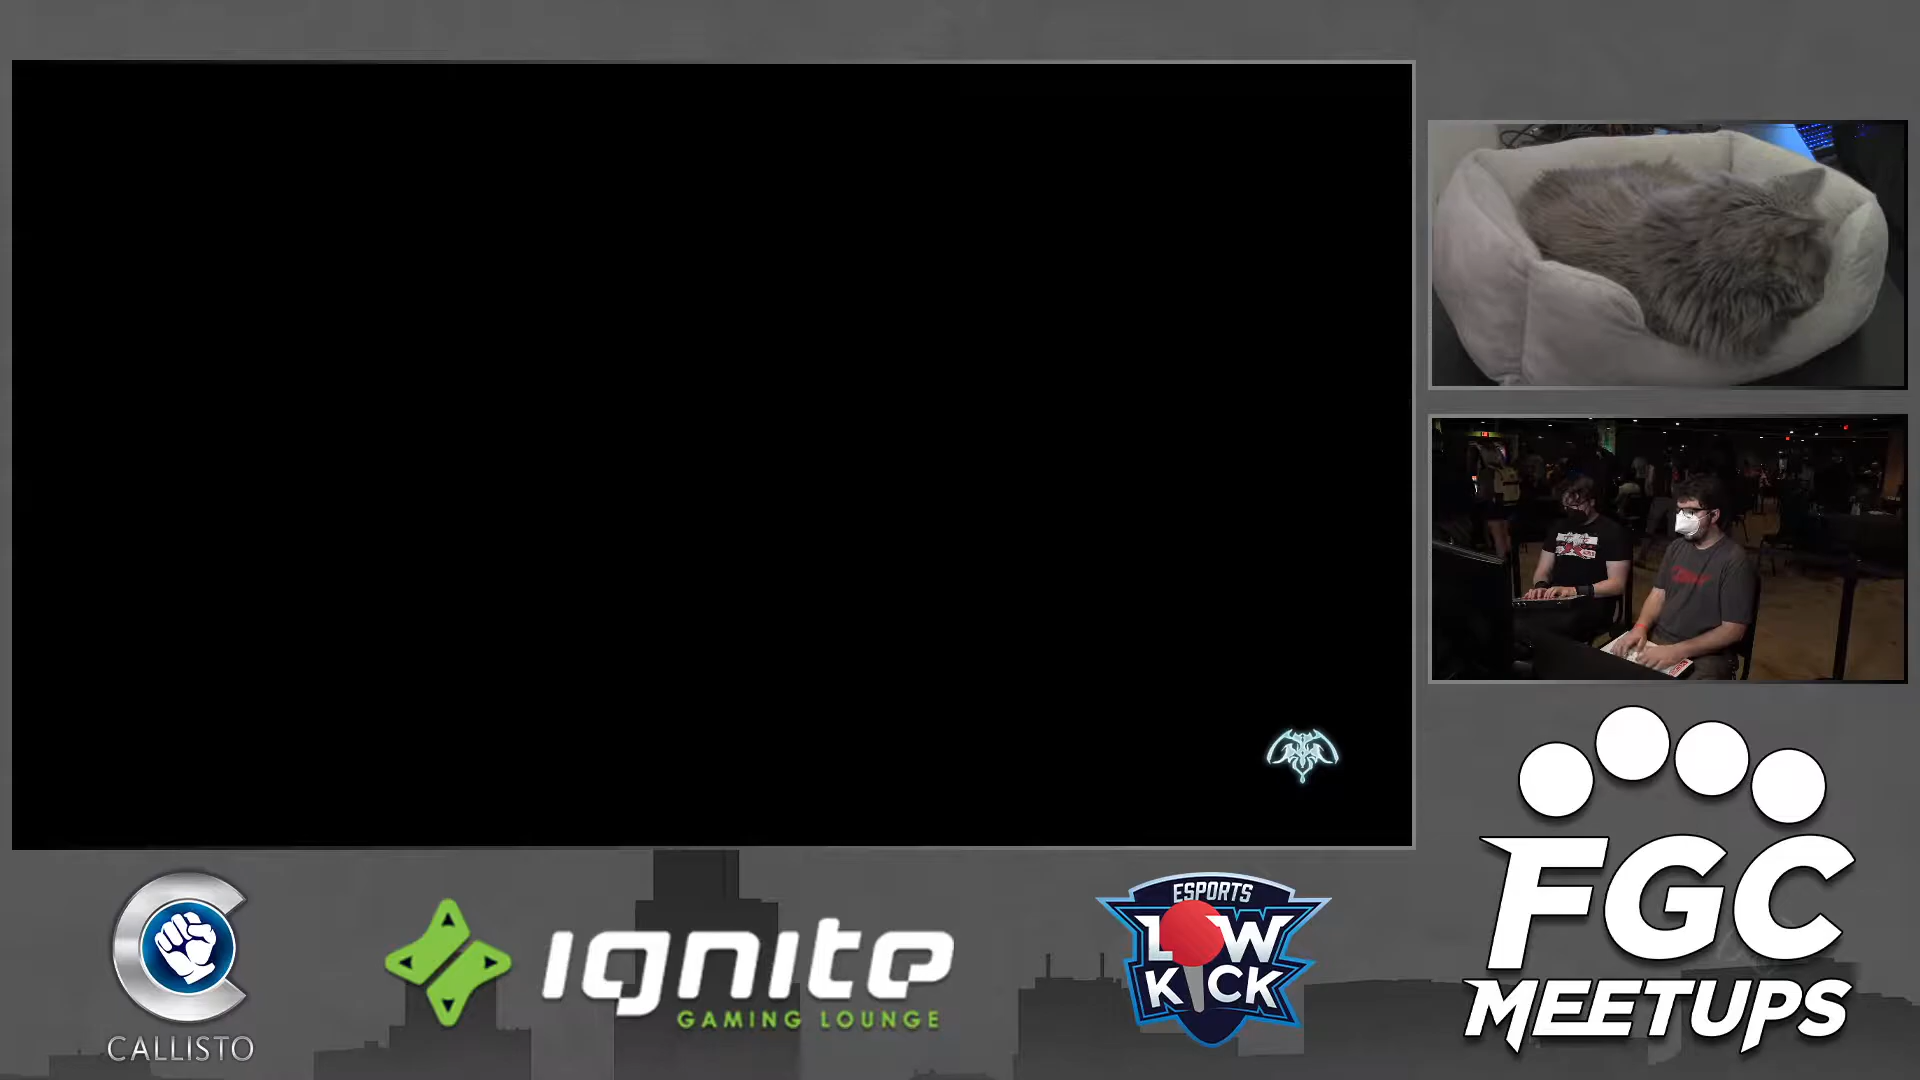 CALLISTO
ignite
GAMING LOUNGE
ESPORTS
LOW
KICK
FGC
MEETUPS